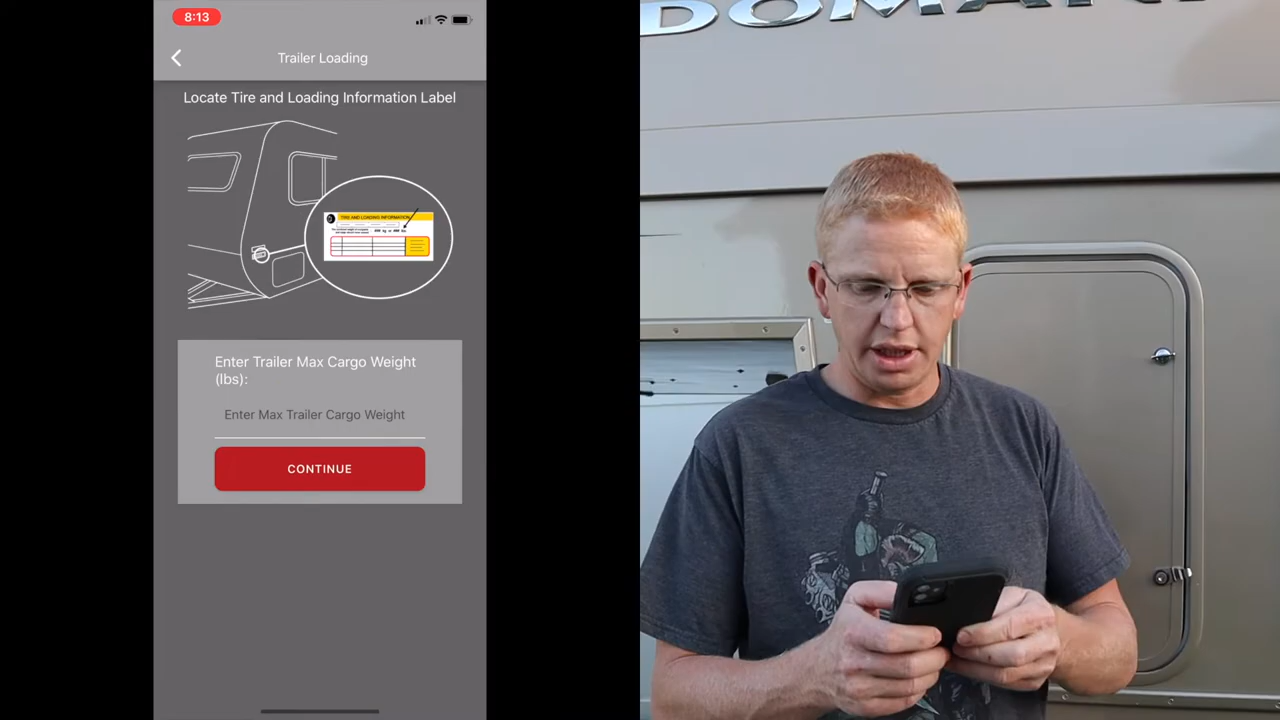 8:13
Trailer Loading
Locate Tire and Loading Information Label
TIRE AND LOADING INFORMATION
Enter Trailer Max Cargo Weight
(lbs):
Enter Max Trailer Cargo Weight
CONTINUE